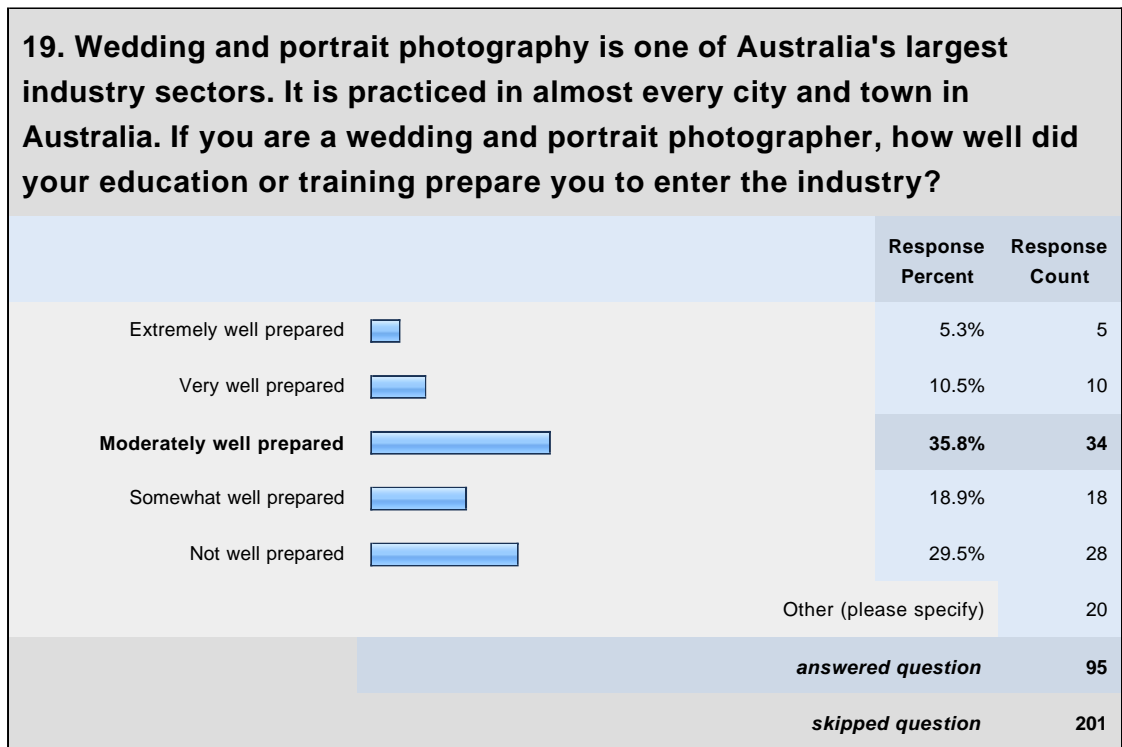 19. Wedding and portrait photography is one of Australia's largest
industry sectors. It is practiced in almost every city and town in
Australia. If you are a wedding and portrait photographer, how well did
your education or training prepare you to enter the industry?
Response Percent Response Count
Extremely well prepared 5.3% 5
Very well prepared 10.5% 10
Moderately well prepared 35.8% 34
Somewhat well prepared 18.9% 18
Not well prepared 29.5% 28
Other (please specify) 20
answered question 95
skipped question 201